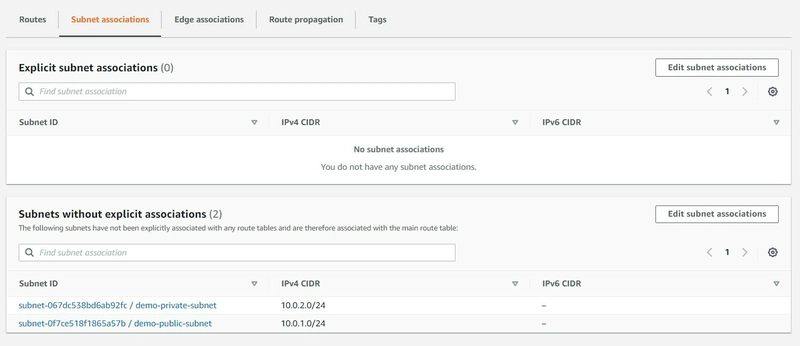 Routes Subnet associations Edge associations Route propagation Tags
Explicit subnet associations (0) Edit subnet associations
Find subnet association 1
Subnet ID IPv4 CIDR IPv6 CIDR
No subnet associations
You do not have any subnet associations.
Subnets without explicit associations (2) Edit subnet associations
The following subnets have not been explicitly associated with any route tables and are therefore associated with the main route table:
Find subnet association 1
Subnet ID IPv4 CIDR IPv6 CIDR
subnet-067dc538bd6ab92fc / demo-private-subnet 10.0.2.0/24 –
subnet-0f7ce518f1865a57b / demo-public-subnet 10.0.1.0/24 –